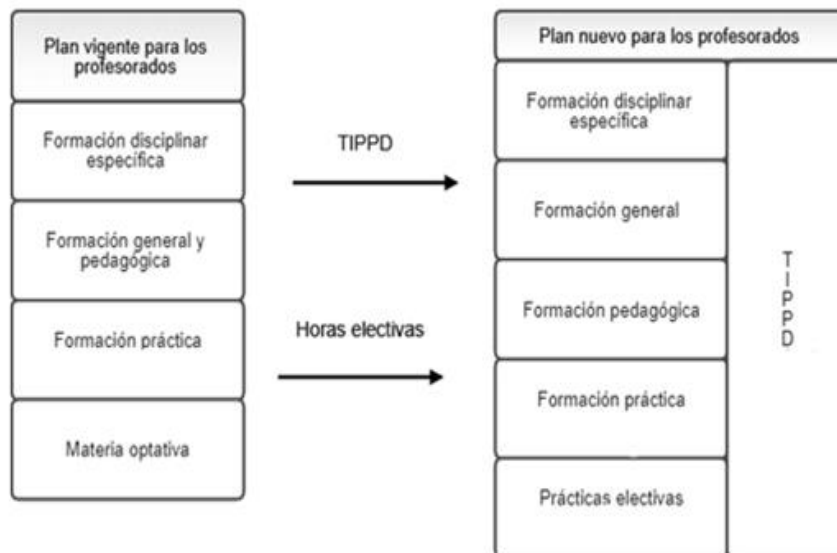 Plan vigente para los
profesorados
Formación disciplinar
específica
Formación general y
pedagógica
Formación práctica
Materia optativa
TIPPD
Horas electivas
Plan nuevo para los profesorados
Formación disciplinar
específica
Formación general
Formación pedagógica
Formación práctica
Prácticas electivas
T
I
P
P
D